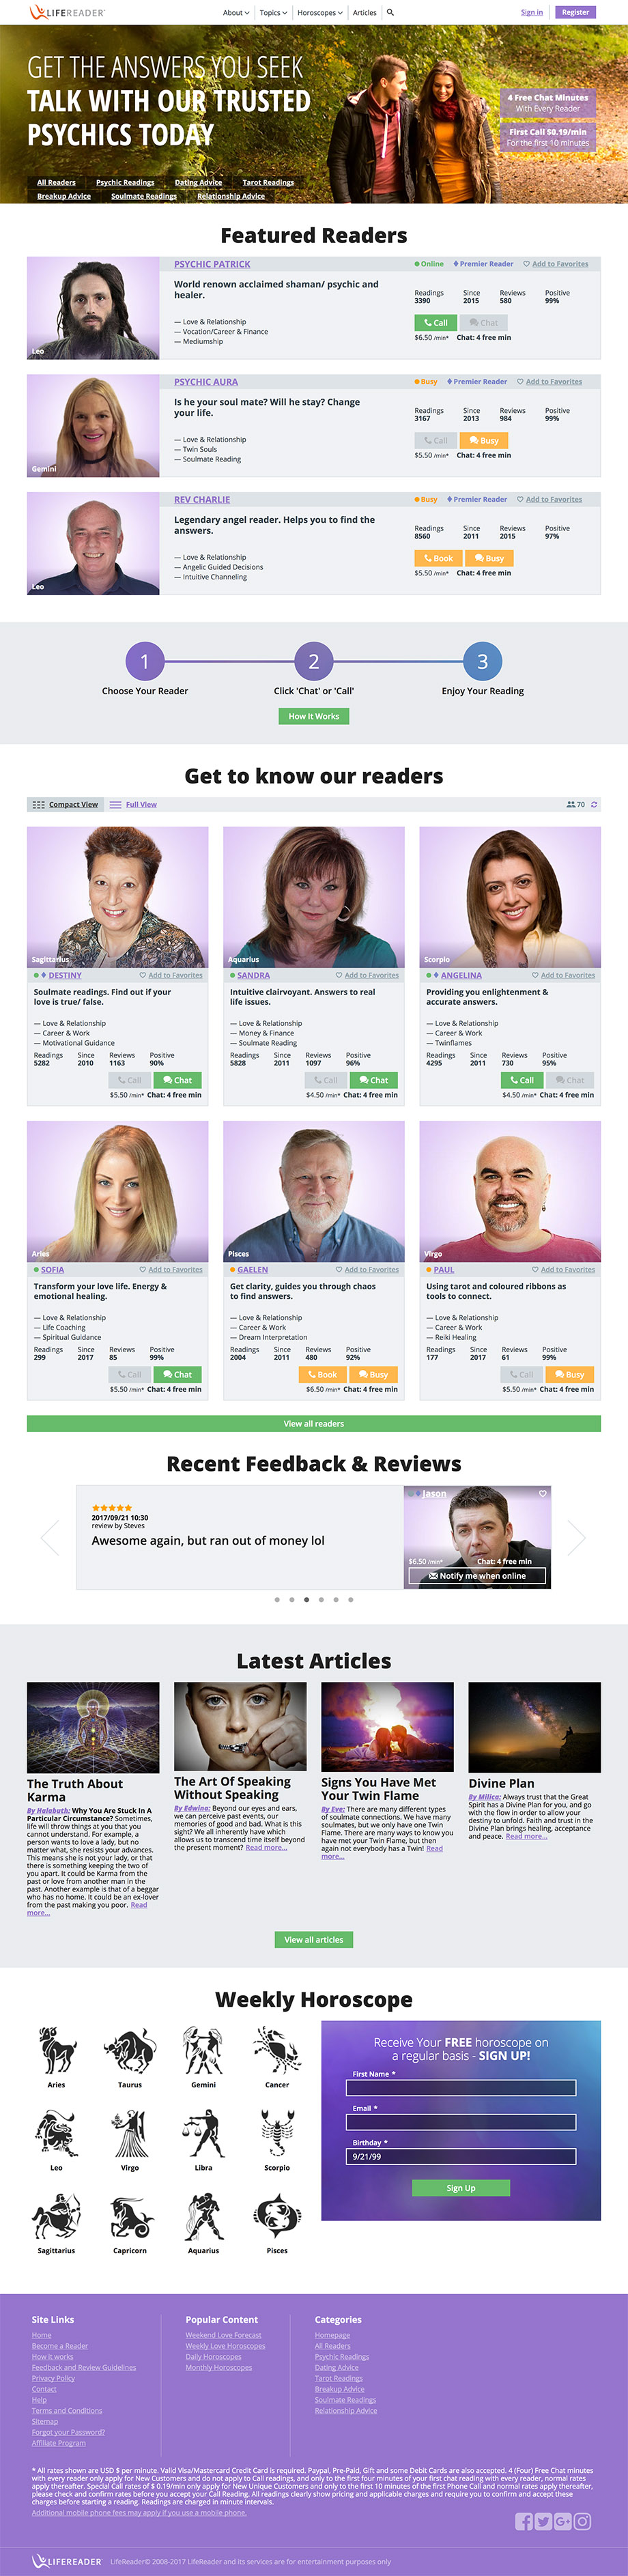 LIFEREADER
About
Topics
Horoscopes
Articles
Sign in
Register
GET THE ANSWERS YOU SEEK
TALK WITH OUR TRUSTED
PSYCHICS TODAY
4 Free Chat Minutes
With Every Reader
First Call $0.19/min
For the first 10 minutes
All Readers Psychic Readings Dating Advice Tarot Readings
Breakup Advice Soulmate Readings Relationship Advice
Featured Readers
Leo
PSYCHIC PATRICK
Online Premier Reader Add to Favorites
World renown acclaimed shaman/ psychic and
healer.
— Love & Relationship
— Vocation/Career & Finance
— Mediumship
Readings Since Reviews Positive
3390 2015 580 99%
Call Chat
$6.50 /min* Chat: 4 free min
Gemini
PSYCHIC AURA
Busy Premier Reader Add to Favorites
Is he your soul mate? Will he stay? Change
your life.
— Love & Relationship
— Twin Souls
— Soulmate Reading
Readings Since Reviews Positive
3167 2013 984 99%
Call Busy
$5.50 /min* Chat: 4 free min
Leo
REV CHARLIE
Busy Premier Reader Add to Favorites
Legendary angel reader. Helps you to find the
answers.
— Love & Relationship
— Angelic Guided Decisions
— Intuitive Channeling
Readings Since Reviews Positive
8560 2011 2015 97%
Book Busy
$5.50 /min* Chat: 4 free min
1 2 3
Choose Your Reader Click 'Chat' or 'Call' Enjoy Your Reading
How It Works
Get to know our readers
Compact View Full View 70
Sagittarius
DESTINY Add to Favorites
Soulmate readings. Find out if your
love is true/ false.
— Love & Relationship
— Career & Work
— Motivational Guidance
Readings Since Reviews Positive
5282 2010 1163 90%
Call Chat
$5.50 /min* Chat: 4 free min
Aquarius
SANDRA Add to Favorites
Intuitive clairvoyant. Answers to real
life issues.
— Love & Relationship
— Money & Finance
— Soulmate Reading
Readings Since Reviews Positive
5828 2011 1097 96%
Call Chat
$4.50 /min* Chat: 4 free min
Scorpio
ANGELINA Add to Favorites
Providing you enlightenment &
accurate answers.
— Love & Relationship
— Career & Work
— Twinflames
Readings Since Reviews Positive
4295 2011 730 95%
Call Chat
$4.50 /min* Chat: 4 free min
Aries
SOFIA Add to Favorites
Transform your love life. Energy &
emotional healing.
— Love & Relationship
— Life Coaching
— Spiritual Guidance
Readings Since Reviews Positive
299 2017 85 99%
Call Chat
$5.50 /min* Chat: 4 free min
Pisces
GAELEN Add to Favorites
Get clarity, guides you through chaos
to find answers.
— Love & Relationship
— Career & Work
— Dream Interpretation
Readings Since Reviews Positive
2004 2011 480 92%
Book Busy
$6.50 /min* Chat: 4 free min
Virgo
PAUL Add to Favorites
Using tarot and coloured ribbons as
tools to connect.
— Love & Relationship
— Career & Work
— Reiki Healing
Readings Since Reviews Positive
177 2017 61 99%
Call Busy
$5.50 /min* Chat: 4 free min
View all readers
Recent Feedback & Reviews
2017/09/21 10:30
review by Steves
Awesome again, but ran out of money lol
Jason
$6.50 /min* Chat: 4 free min
Notify me when online
Latest Articles
The Truth About
Karma
By Halabuth: Why You Are Stuck In A
Particular Circumstance? Sometimes,
life will throw things at you that you
cannot understand. For example, a
person wants to love a lady, but no
matter what, she resists your advances.
This means she is not your lady, or that
there is something keeping the two of
you apart. It could be Karma from the
past or love from another man in the
past. Another example is that of a beggar
who has no home. It could be an ex-lover
from the past making you poor. Read
more...
The Art Of Speaking
Without Speaking
By Edwina: Beyond our eyes and ears,
we can perceive past events, our
memories of good and bad. What is this
sight? We all inherently have which
allows us to transcend time itself beyond
the present moment? Read more...
Signs You Have Met
Your Twin Flame
By Eve: There are many different types
of soulmate connections. We have many
soulmates, but we only have one Twin
Flame. There are many ways to know you
have met your Twin Flame, but then
again not everybody has a Twin! Read
more...
Divine Plan
By Milica: Always trust that the Great
Spirit has a Divine Plan for you, and go
with the flow in order to allow your
destiny to unfold. Faith and trust in the
Divine Plan brings healing, acceptance
and peace. Read more...
View all articles
Weekly Horoscope
Aries Taurus Gemini Cancer
Leo Virgo Libra Scorpio
Sagittarius Capricorn Aquarius Pisces
Receive Your FREE horoscope on
a regular basis - SIGN UP!
First Name *
Email *
Birthday *
9/21/99
Sign Up
Site Links
Home
Become a Reader
How it works
Feedback and Review Guidelines
Privacy Policy
Contact
Help
Terms and Conditions
Sitemap
Forgot your Password?
Affiliate Program
Popular Content
Weekend Love Forecast
Weekly Love Horoscopes
Daily Horoscopes
Monthly Horoscopes
Categories
Homepage
All Readers
Psychic Readings
Dating Advice
Tarot Readings
Breakup Advice
Soulmate Readings
Relationship Advice
* All rates shown are USD $ per minute. Valid Visa/Mastercard Credit Card is required. Paypal, Pre-Paid, Gift and some Debit Cards are also accepted. 4 (Four) Free Chat minutes
with every reader only apply for New Customers and do not apply to Call readings, and only to the first four minutes of your first chat reading with every reader, normal rates
apply thereafter. Special Call rates of $ 0.19/min only apply for New Unique Customers and only to the first 10 minutes of the first Phone Call and normal rates apply thereafter,
please check and confirm rates before you accept your Call Reading. All readings clearly show pricing and applicable charges and require you to confirm and accept these
charges before starting a reading. Readings are charged in minute intervals.
Additional mobile phone fees may apply if you use a mobile phone.
LIFEREADER LifeReader© 2008-2017 LifeReader and its services are for entertainment purposes only